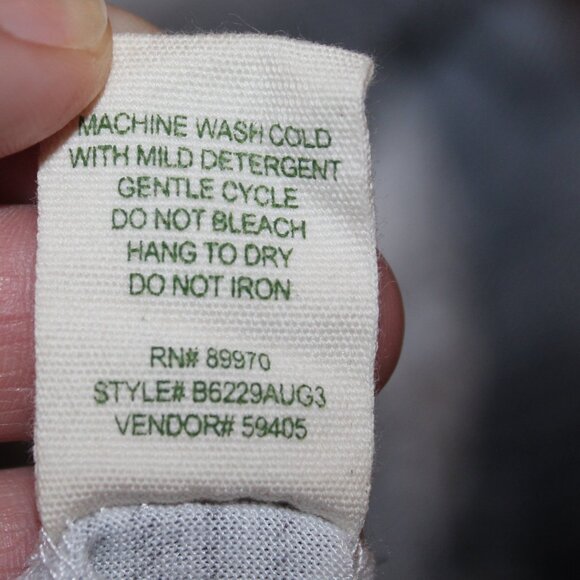 MACHINE WASH COLD
WITH MILD DETERGENT
GENTLE CYCLE
DO NOT BLEACH
HANG TO DRY
DO NOT IRON
RN# 89970
STYLE# B6229AUG3
VENDOR# 59405